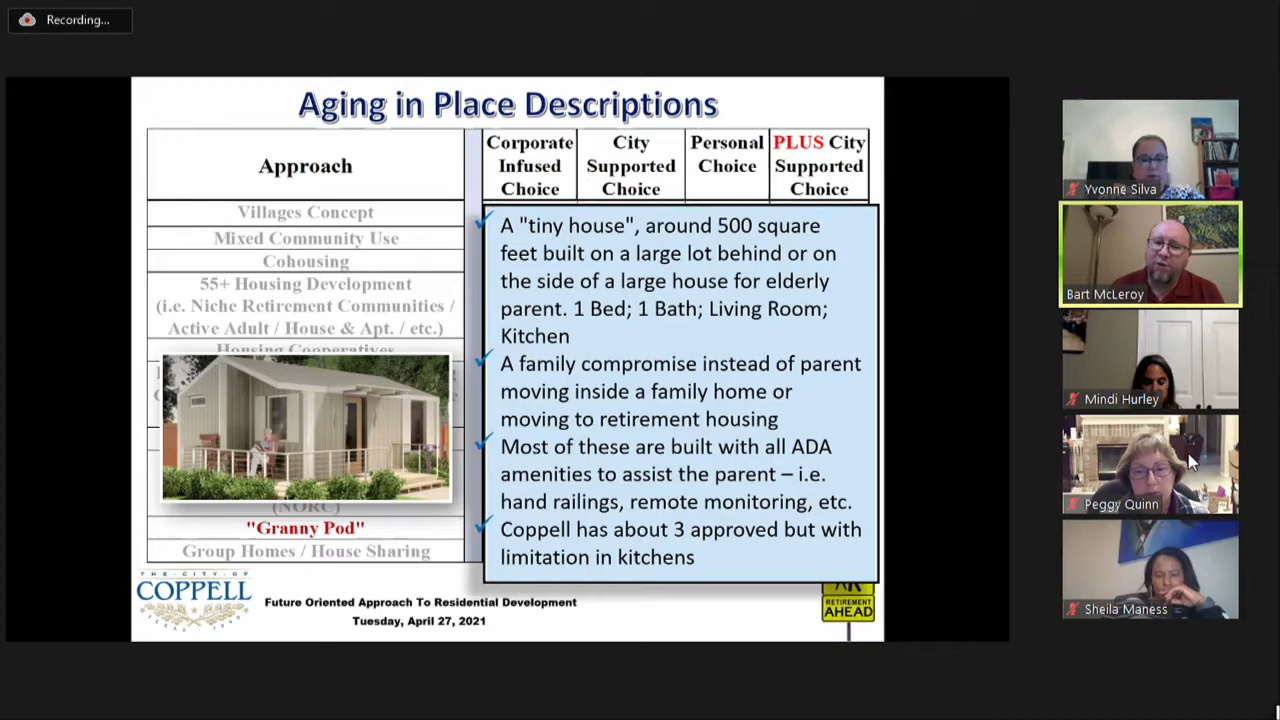 Recording...
Aging in Place Descriptions
Approach
Corporate
Infused
Choice
City
Supported
Choice
Personal
Choice
PLUS City
Supported
Choice
Villages Concept
Mixed Community Use
Cohousing
55+ Housing Development
(i.e. Niche Retirement Communities /
Active Adult / House & Apt. / etc.)
Housing Cooperatives
(NORC)
"Granny Pod"
Group Homes / House Sharing
A "tiny house", around 500 square
feet built on a large lot behind or on
the side of a large house for elderly
parent. 1 Bed; 1 Bath; Living Room;
Kitchen
A family compromise instead of parent
moving inside a family home or
moving to retirement housing
Most of these are built with all ADA
amenities to assist the parent – i.e.
hand railings, remote monitoring, etc.
Coppell has about 3 approved but with
limitation in kitchens
THE • CITY • OF
COPPELL
Future Oriented Approach To Residential Development
Tuesday, April 27, 2021
RETIREMENT
AHEAD
Yvonne Silva
Bart McLeroy
Mindi Hurley
Peggy Quinn
Sheila Maness